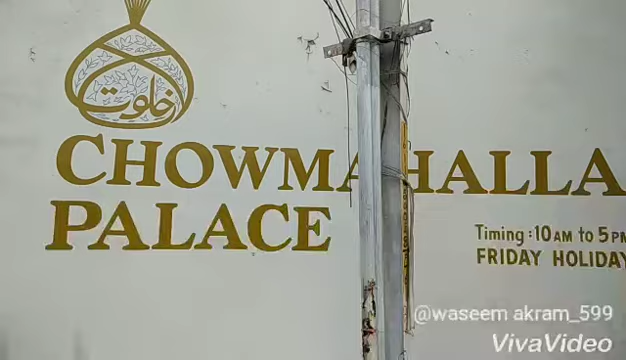 خلوت
CHOWMAHALLA
PALACE
Timing : 10 AM to 5 PM
FRIDAY HOLIDAY
@waseem akram_599
VivaVideo